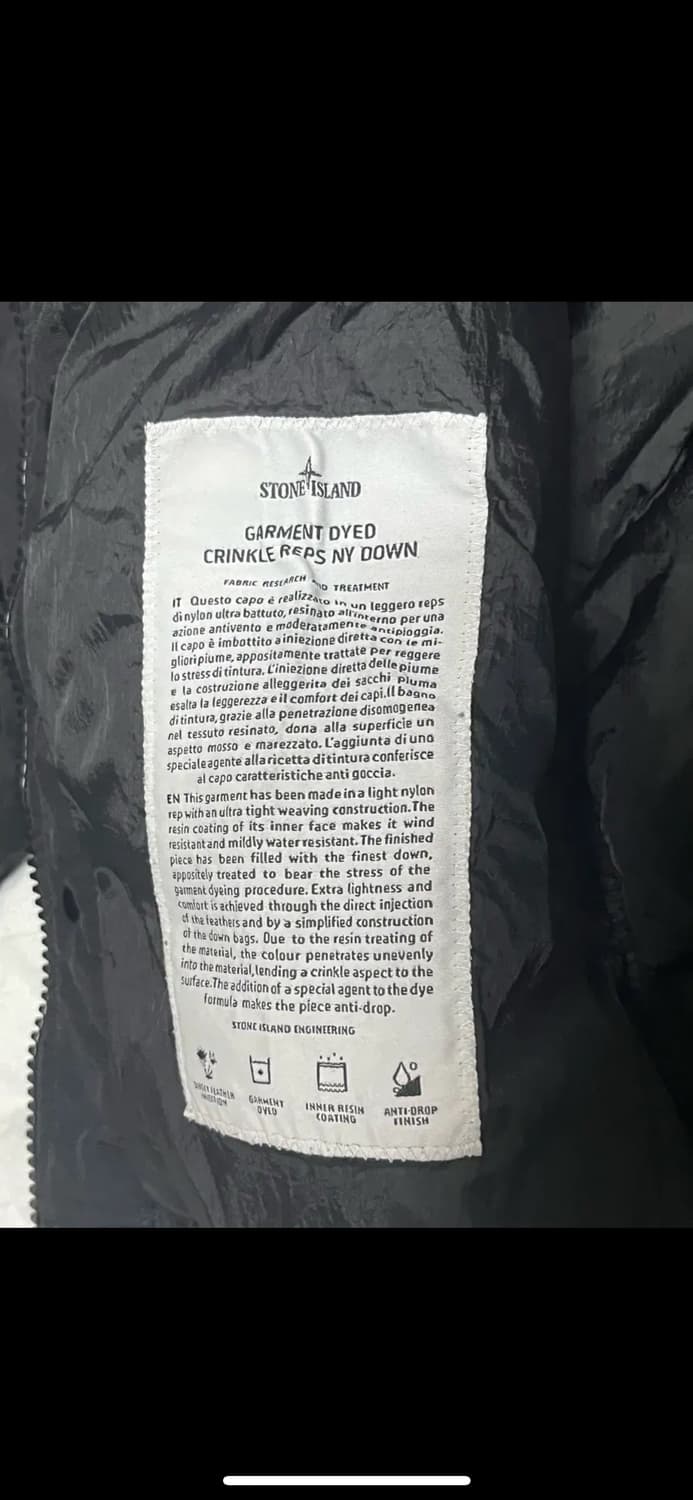 STONE ISLAND
GARMENT DYED
CRINKLE REPS NY DOWN
FABRIC RESEARCH AND TREATMENT
IT Questo capo è realizzato in un leggero reps
di nylon ultra battuto, resinato all'interno per una
azione antivento e moderatamente antipioggia.
Il capo è imbottito a iniezione diretta con le mi-
gliori piume, appositamente trattate per reggere
lo stress di tintura. L'iniezione diretta delle piume
e la costruzione alleggerita dei sacchi piuma
esalta la leggerezza e il comfort dei capi.Il bagno
di tintura, grazie alla penetrazione disomogenea
nel tessuto resinato, dona alla superficie un
aspetto mosso e marezzato. L'aggiunta di uno
speciale agente alla ricetta di tintura conferisce
al capo caratteristiche anti goccia.
EN This garment has been made in a light nylon
rep with an ultra tight weaving construction. The
resin coating of its inner face makes it wind
resistant and mildly water resistant. The finished
piece has been filled with the finest down,
appositely treated to bear the stress of the
garment dyeing procedure. Extra lightness and
comfort is achieved through the direct injection
of the feathers and by a simplified construction
of the down bags. Due to the resin treating of
the material, the colour penetrates unevenly
into the material, lending a crinkle aspect to the
surface. The addition of a special agent to the dye
formula makes the piece anti-drop.
STONE ISLAND ENGINEERING
DIRECT FEATHER
INJECTION
GARMENT
DYED
INNER RESIN
COATING
ANTI-DROP
FINISH